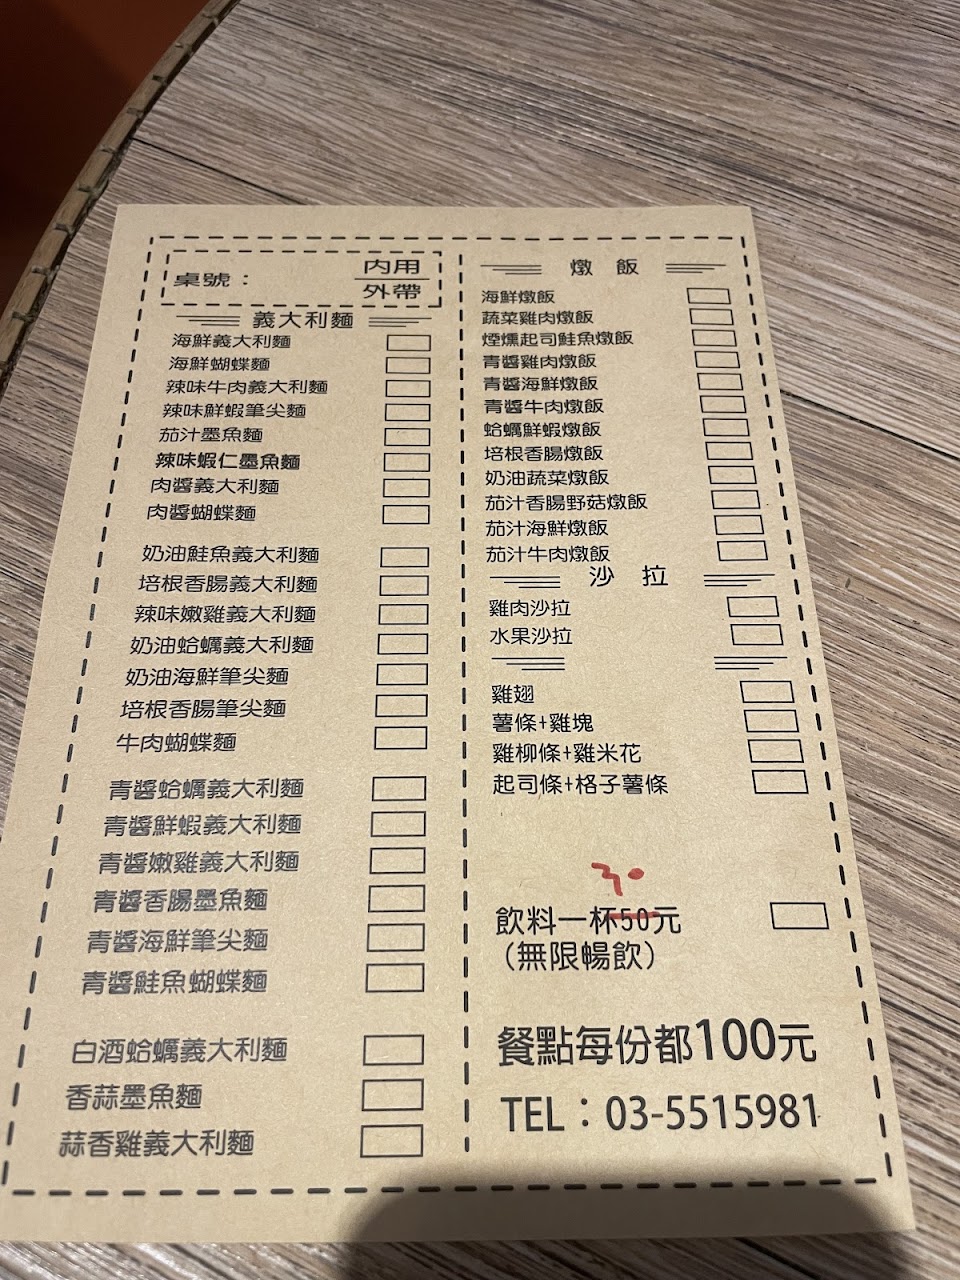 桌號：
內用
外帶
義大利麵
海鮮義大利麵
海鮮蝴蝶麵
辣味牛肉義大利麵
辣味鮮蝦筆尖麵
茄汁墨魚麵
辣味蝦仁墨魚麵
肉醬義大利麵
肉醬蝴蝶麵
奶油鮭魚義大利麵
培根香腸義大利麵
辣味嫩雞義大利麵
奶油蛤蠣義大利麵
奶油海鮮筆尖麵
培根香腸筆尖麵
牛肉蝴蝶麵
青醬蛤蠣義大利麵
青醬鮮蝦義大利麵
青醬嫩雞義大利麵
青醬香腸墨魚麵
青醬海鮮筆尖麵
青醬鮭魚蝴蝶麵
白酒蛤蠣義大利麵
香蒜墨魚麵
蒜香雞義大利麵
燉 飯
海鮮燉飯
蔬菜雞肉燉飯
煙燻起司鮭魚燉飯
青醬雞肉燉飯
青醬海鮮燉飯
青醬牛肉燉飯
蛤蠣鮮蝦燉飯
培根香腸燉飯
奶油蔬菜燉飯
茄汁香腸野菇燉飯
茄汁海鮮燉飯
茄汁牛肉燉飯
沙 拉
雞肉沙拉
水果沙拉
雞翅
薯條+雞塊
雞柳條+雞米花
起司條+格子薯條
30
飲料一杯50元
(無限暢飲)
餐點每份都100元
TEL：03-5515981